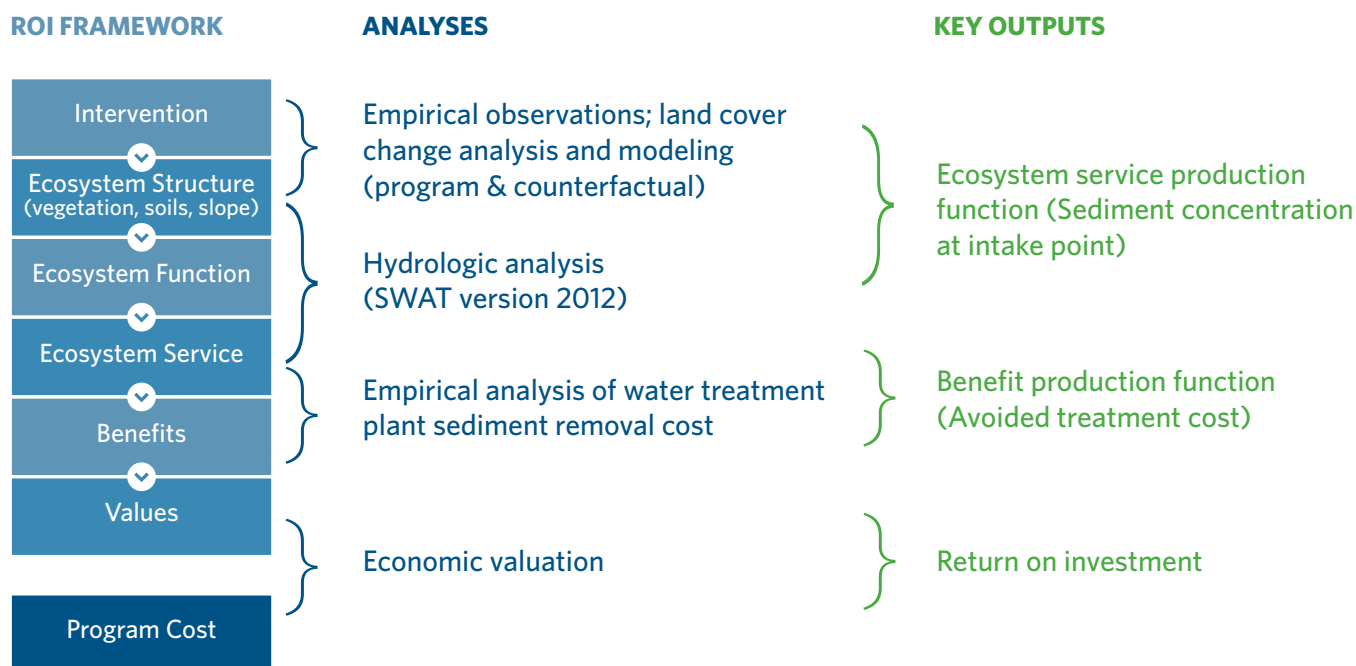 ROI FRAMEWORK
ANALYSES
KEY OUTPUTS
Intervention
Ecosystem Structure
(vegetation, soils, slope)
Ecosystem Function
Ecosystem Service
Benefits
Values
Program Cost
Empirical observations; land cover
change analysis and modeling
(program & counterfactual)
Hydrologic analysis
(SWAT version 2012)
Empirical analysis of water treatment
plant sediment removal cost
Economic valuation
Ecosystem service production
function (Sediment concentration
at intake point)
Benefit production function
(Avoided treatment cost)
Return on investment